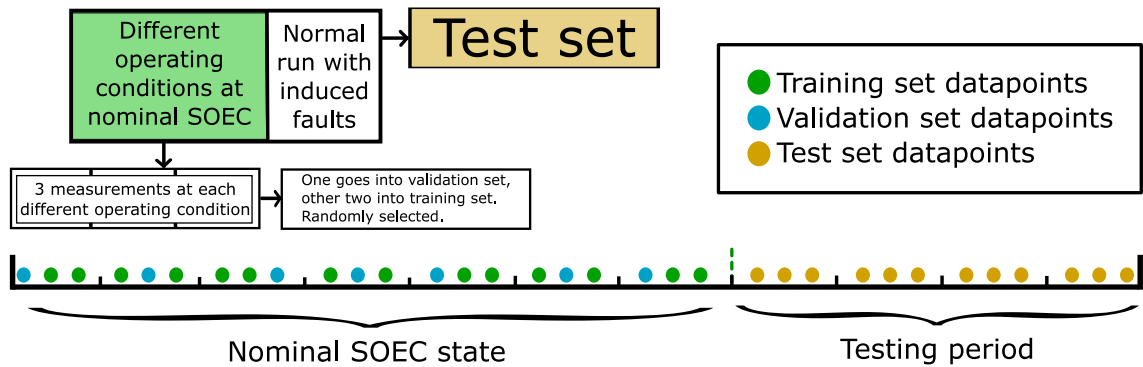 Different
operating
conditions at
nominal SOEC
Normal
run with
induced
faults
Test set
3 measurements at each
different operating condition
One goes into validation set,
other two into training set.
Randomly selected.
Training set datapoints
Validation set datapoints
Test set datapoints
Nominal SOEC state
Testing period